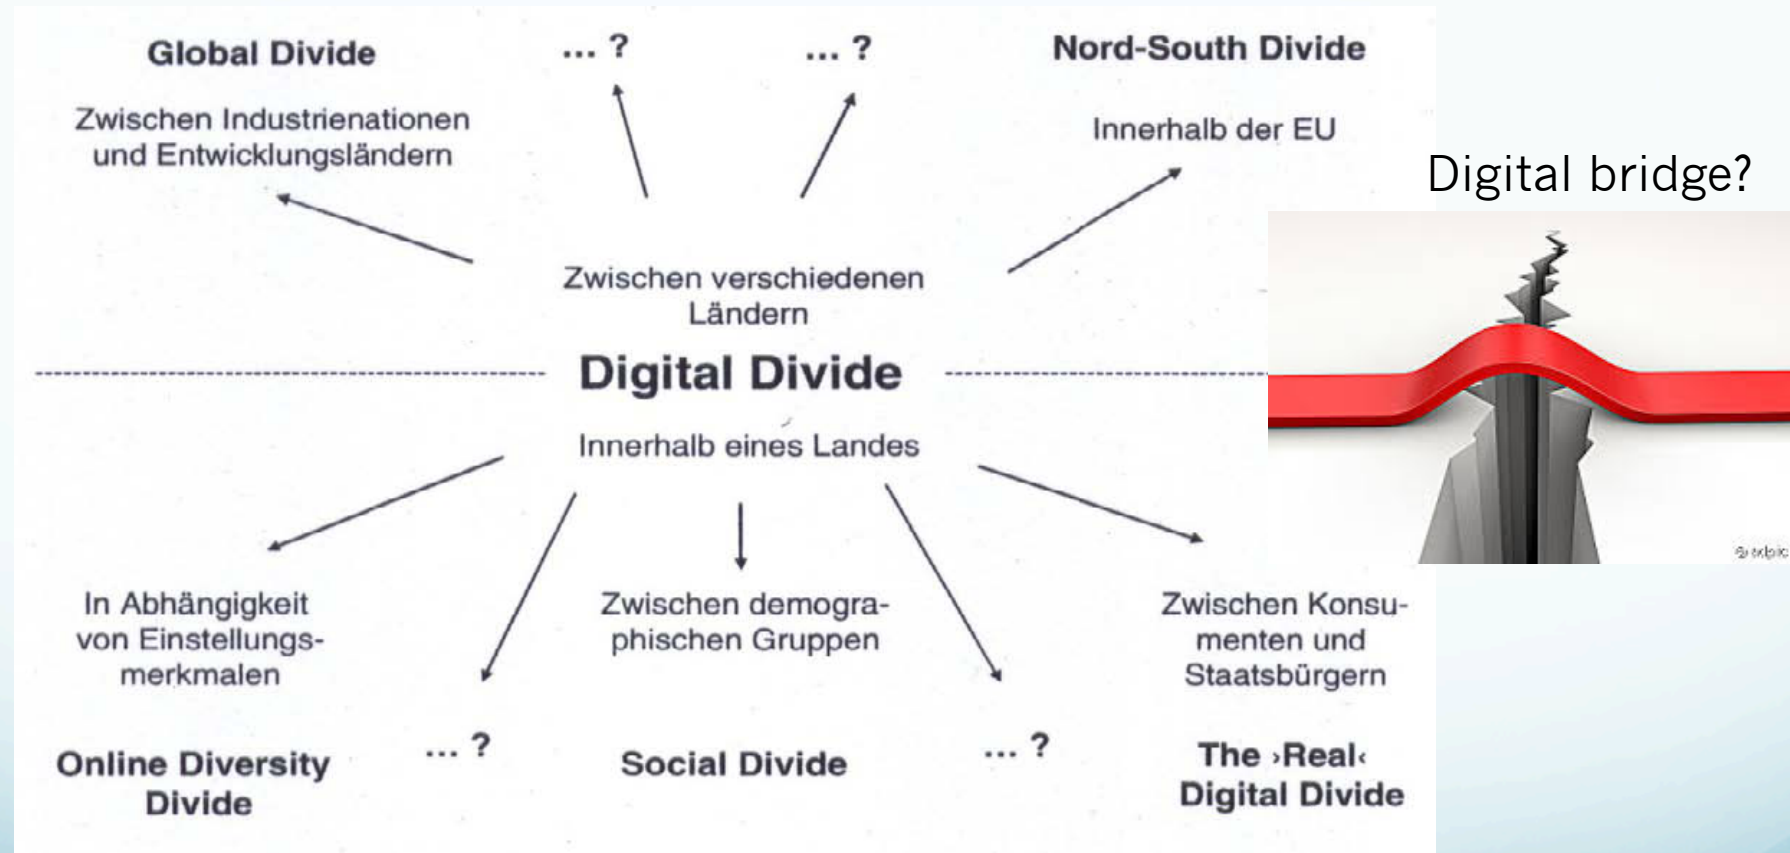 Global Divide
... ?
... ?
Nord-South Divide
Zwischen Industrienationen
und Entwicklungsländern
Innerhalb der EU
Digital bridge?
Zwischen verschiedenen
Ländern
Digital Divide
Innerhalb eines Landes
In Abhängigkeit
von Einstellungs-
merkmalen
Online Diversity
Divide
... ?
Zwischen demogra-
phischen Gruppen
Social Divide
... ?
Zwischen Konsu-
menten und
Staatsbürgern
The ›Real‹
Digital Divide